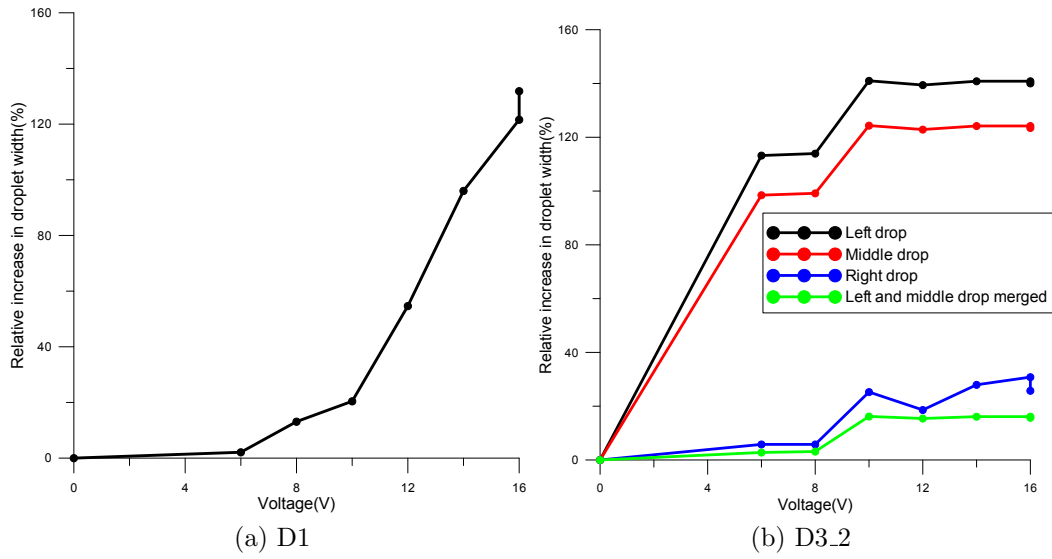 160
120
80
40
0
Relative increase in droplet width(%)
0
4
8
12
16
Voltage(V)
(a) D1
160
120
80
40
0
Relative increase in droplet width(%)
Left drop
Middle drop
Right drop
Left and middle drop merged
0
4
8
12
16
Voltage(V)
(b) D3_2